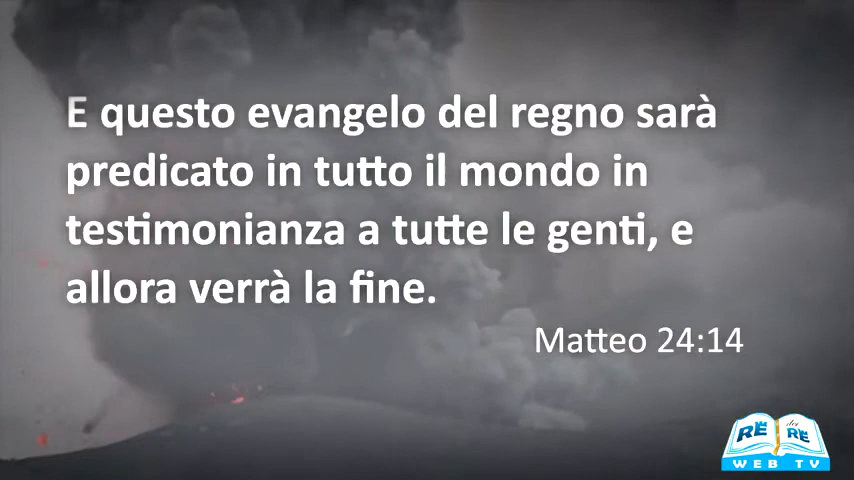 E questo evangelo del regno sarà
predicato in tutto il mondo in
testimonianza a tutte le genti, e
allora verrà la fine.
Matteo 24:14
RE dei RE
WEB TV